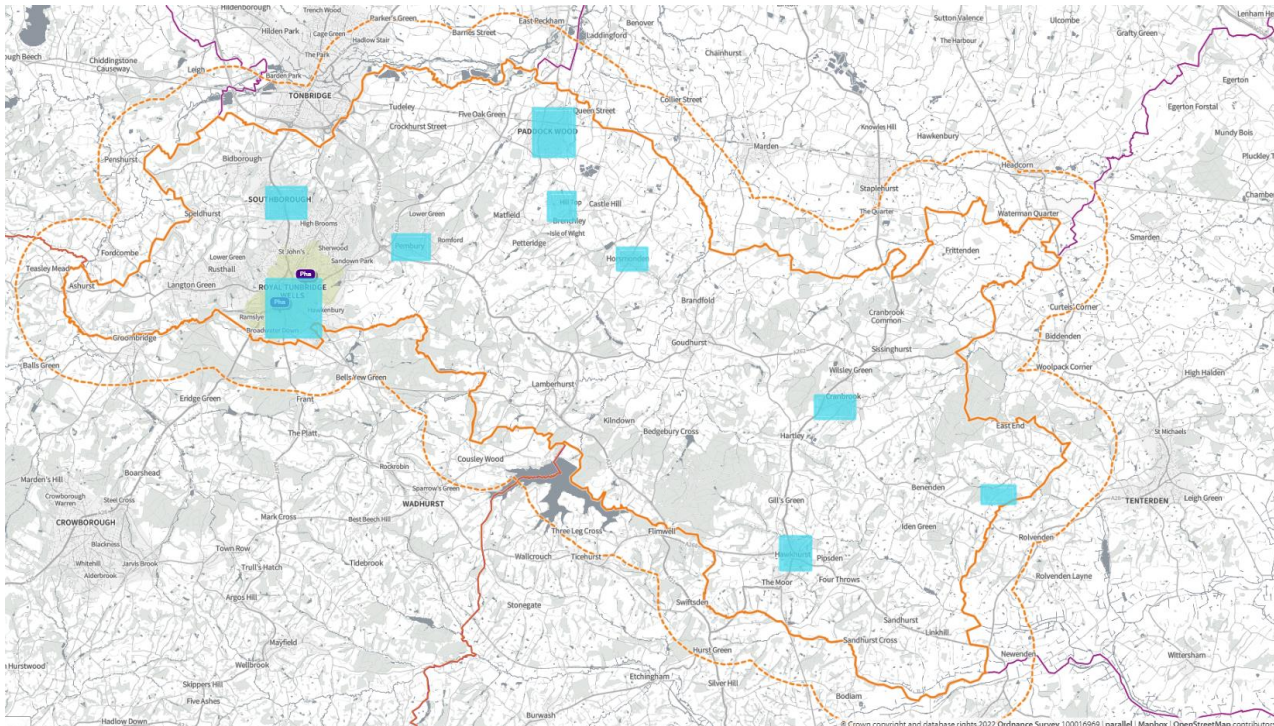 Hildenborough
Trench Wood
Parker's Green
East Peckham
Benover
Sutton Valence
Ulcombe
Lenham He
Hilden Park
Cage Green
Hadlow Stair
Barnes Street
Laddingford
The Harbour
Grafty Green
ough Beech
Chiddingstone
Causeway
Leigh
The Park
Barden Park
Chainhurst
Egerton
TONBRIDGE
Tudeley
Five Oak Green
Queen Street
Collier Street
Egerton Forstal
Crockhurst Street
PADDOCK WOOD
Knowles Hill
Hawkenbury
Mundy Bois
Penshurst
Bidborough
Marden
Headcorn
Pluckley T
SOUTHBOROUGH
Staplehurst
Cham
Speldhurst
High Brooms
Lower Green
Matfield
Hill Top
Castle Hill
Brenchley
The Quarter
Waterman Quarter
Isle of Wight
Smarden
Fordcombe
Lower Green
St John's
Sherwood
Sandown Park
Pembury
Romford
Petteridge
Horsmonden
Frittenden
Teasley Mead
Rusthall
Pha
Ashurst
Langton Green
ROYAL TUNBRIDGE
WELLS
Pha
Ramslye
Hawkenbury
Brandfold
Cranbrook
Common
Curteis' Corner
Groombridge
Broadwater Down
Goudhurst
Sissinghurst
Biddenden
Balls Green
Bells Yew Green
Wilsley Green
Woolpack Corner
High Halden
Eridge Green
Frant
Lamberhurst
Cranbrook
The Platt
Kilndown
Bedgebury Cross
Hartley
East End
St Michaels
Cousley Wood
Rockrobin
Boarshead
Marden's Hill
Sparrow's Green
Benenden
Crowborough
Warren
Steel Cross
WADHURST
Gill's Green
TENTERDEN
Leigh Green
CROWBOROUGH
Mark Cross
Best Beech Hill
Three Leg Cross
Flimwell
Iden Green
Rolvenden
Blackness
Town Row
Wallcrouch
Ticehurst
Hawkhurst
Pipsden
Whitehill
Jarvis Brook
Alderbrook
Trull's Hatch
Tidebrook
The Moor
Four Throws
Rolvenden Layne
Argos Hill
Stonegate
Swiftsden
Sandhurst
Linkhill
Mayfield
Sandhurst Cross
Hurst Green
Newenden
Wittersham
n Hurstwood
Wellbrook
Etchingham
Silver Hill
Skippers Hill
Bodiam
Five Ashes
Hadlow Down
Burwash
© Crown copyright and database rights 2022 Ordnance Survey 100016969 | parallel | Mapbox | OpenStreetMap contributor